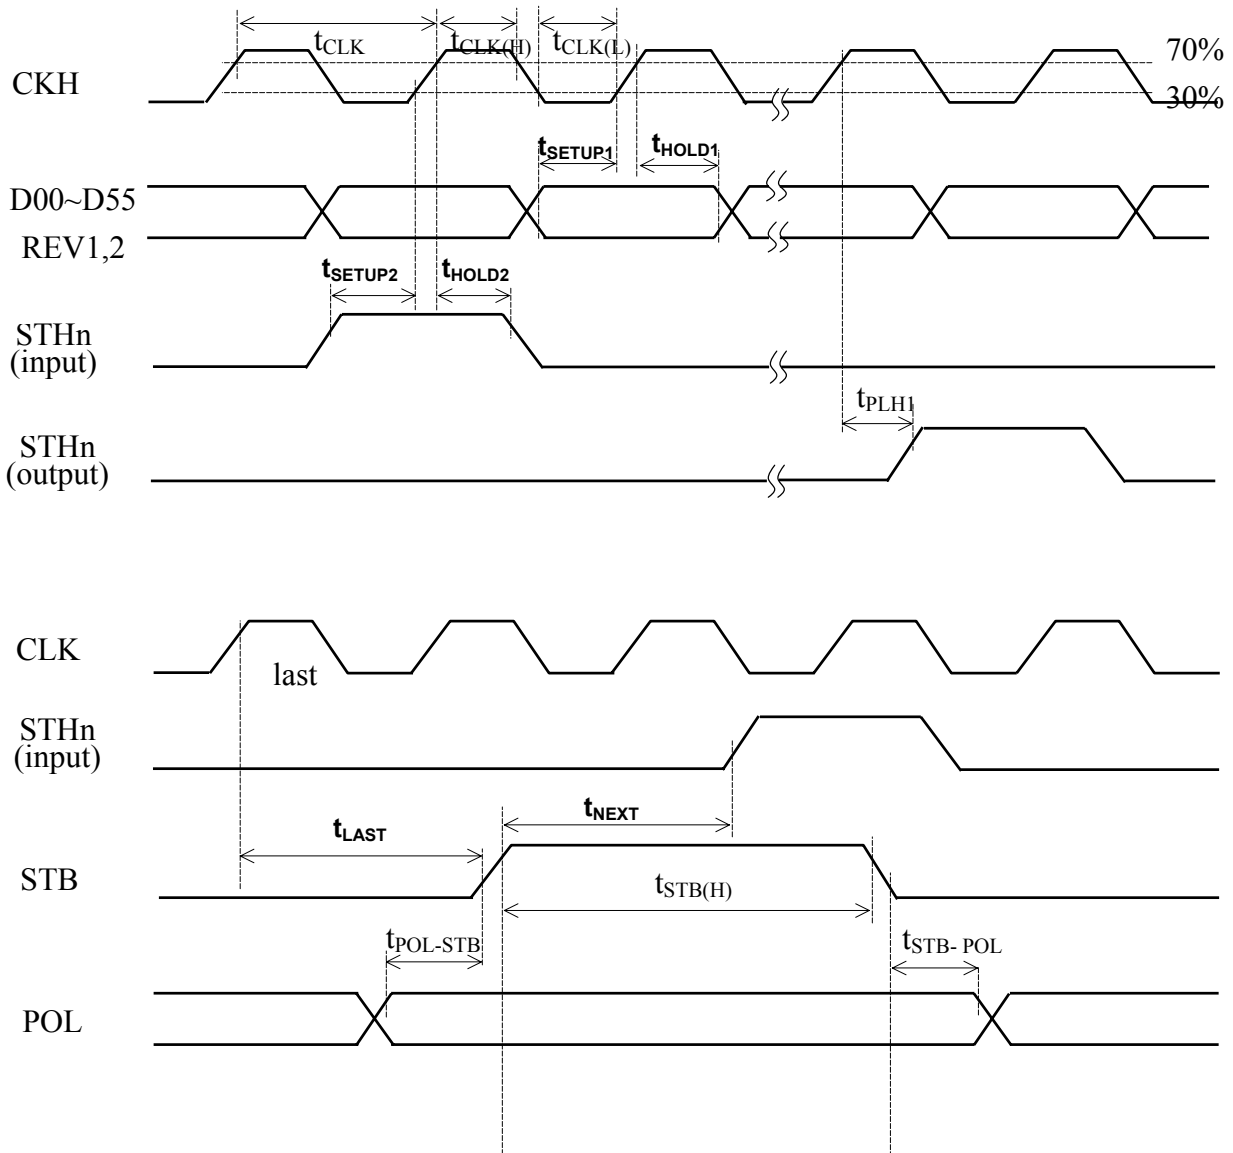 tCLK tCLK(H) tCLK(L) 70%
CKH
30%
tSETUP1 tHOLD1
D00~D55
REV1,2
tSETUP2 tHOLD2
STHn
(input)
tPLH1
STHn
(output)
CLK
last
STHn
(input)
tNEXT
tLAST
STB
tSTB(H)
tPOL-STB tSTB- POL
POL